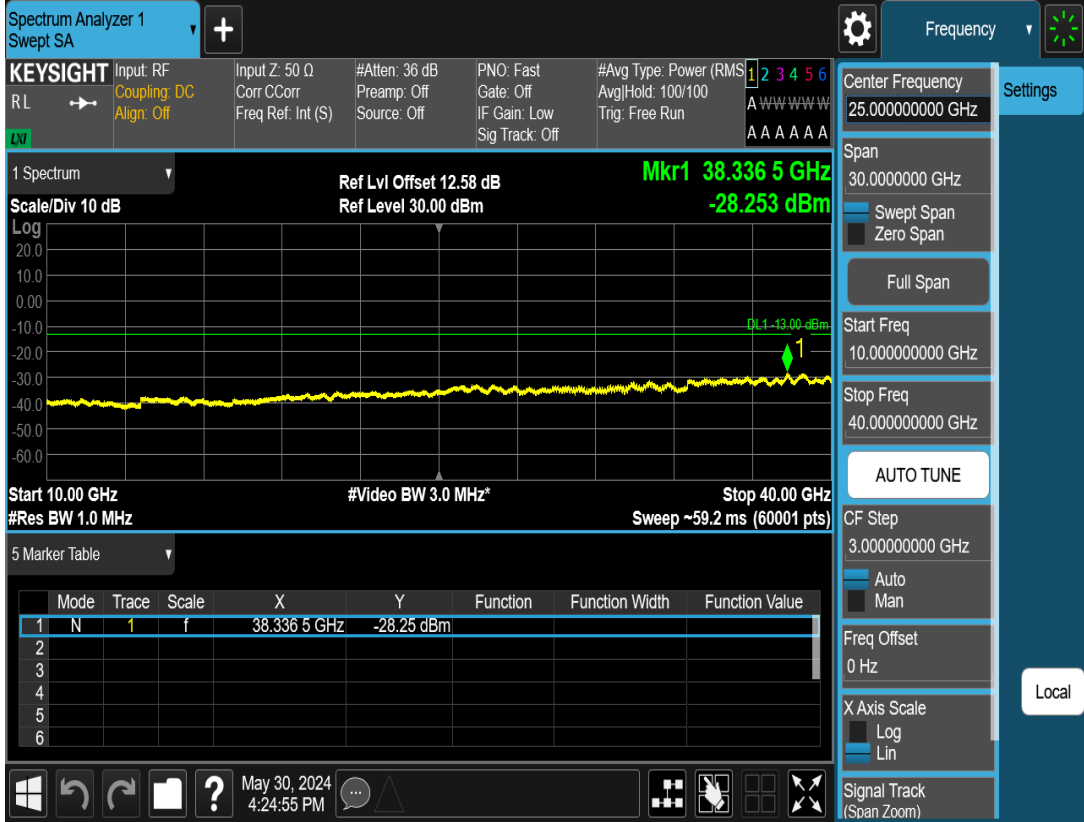 Spectrum Analyzer 1
Swept SA
+
Frequency
KEYSIGHT
R L
LXI
Input: RF
Coupling: DC
Align: Off
Input Z: 50 Ω
Corr CCorr
Freq Ref: Int (S)
#Atten: 36 dB
Preamp: Off
Source: Off
PNO: Fast
Gate: Off
IF Gain: Low
Sig Track: Off
#Avg Type: Power (RMS
Avg|Hold: 100/100
Trig: Free Run
1 2 3 4 5 6
A W W W W W
A A A A A A
1 Spectrum
Scale/Div 10 dB
Ref Lvl Offset 12.58 dB
Ref Level 30.00 dBm
Mkr1 38.336 5 GHz
-28.253 dBm
Log
20.0
10.0
0.00
-10.0
-20.0
-30.0
-40.0
-50.0
-60.0
DL1 -13.00 dBm
1
Start 10.00 GHz
#Res BW 1.0 MHz
#Video BW 3.0 MHz*
Stop 40.00 GHz
Sweep ~59.2 ms (60001 pts)
5 Marker Table
Mode Trace Scale X Y Function Function Width Function Value
1 N 1 f 38.336 5 GHz -28.25 dBm
2
3
4
5
6
Center Frequency
25.000000000 GHz
Span
30.0000000 GHz
Swept Span
Zero Span
Full Span
Start Freq
10.000000000 GHz
Stop Freq
40.000000000 GHz
AUTO TUNE
CF Step
3.000000000 GHz
Auto
Man
Freq Offset
0 Hz
X Axis Scale
Log
Lin
Signal Track
(Span Zoom)
Settings
Local
?
May 30, 2024
4:24:55 PM